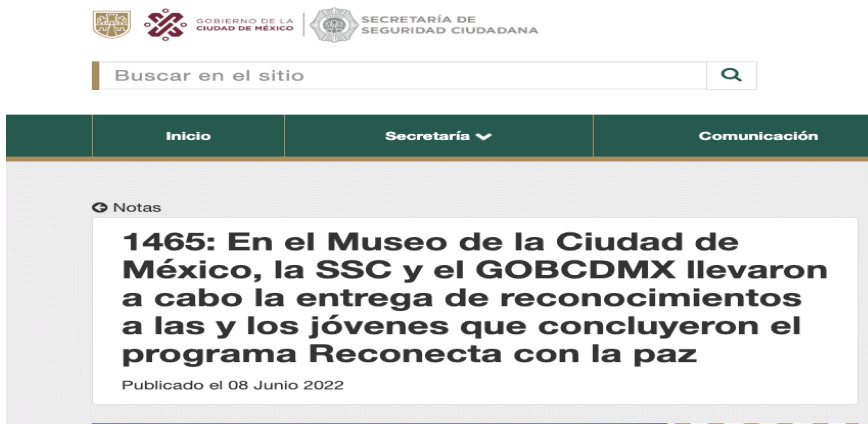 GOBIERNO DE LA
CIUDAD DE MÉXICO
SECRETARÍA DE
SEGURIDAD CIUDADANA
Buscar en el sitio
Inicio
Secretaría
Comunicación
Notas
1465: En el Museo de la Ciudad de
México, la SSC y el GOBCDMX llevaron
a cabo la entrega de reconocimientos
a las y los jóvenes que concluyeron el
programa Reconecta con la paz
Publicado el 08 Junio 2022